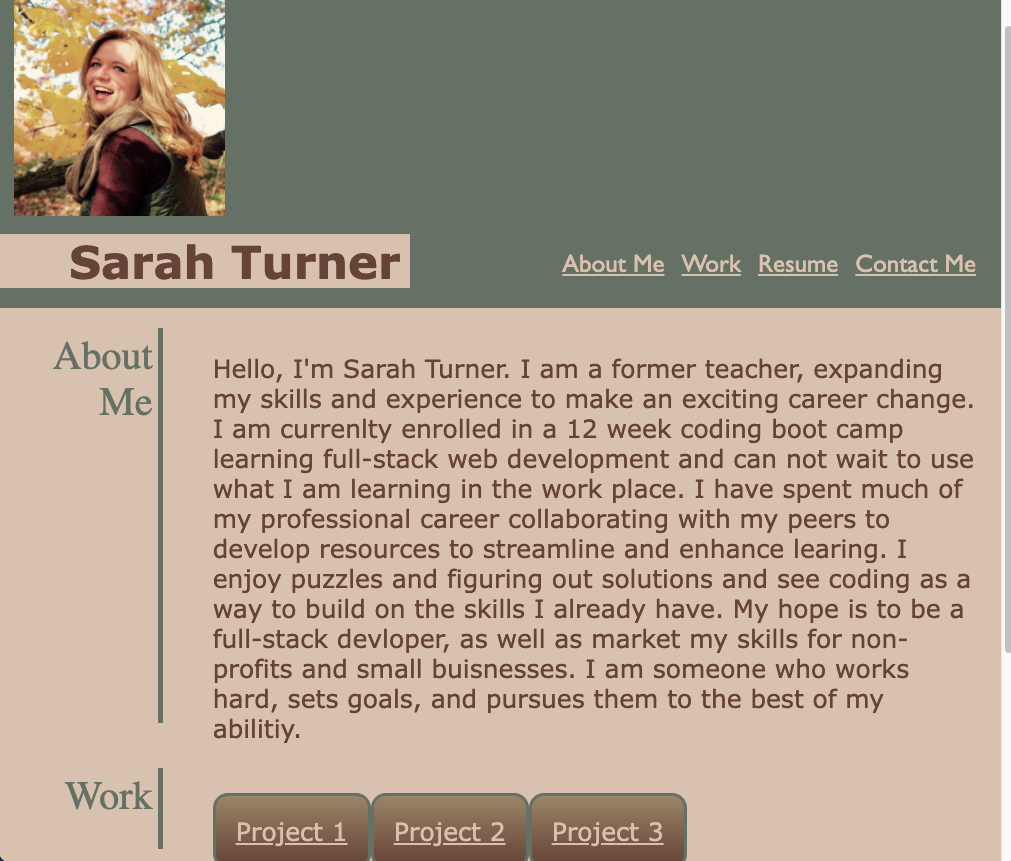 Sarah Turner
About Me Work Resume Contact Me
About
Me
Hello, I'm Sarah Turner. I am a former teacher, expanding
my skills and experience to make an exciting career change.
I am currenlty enrolled in a 12 week coding boot camp
learning full-stack web development and can not wait to use
what I am learning in the work place. I have spent much of
my professional career collaborating with my peers to
develop resources to streamline and enhance learing. I
enjoy puzzles and figuring out solutions and see coding as a
way to build on the skills I already have. My hope is to be a
full-stack devloper, as well as market my skills for non-
profits and small buisnesses. I am someone who works
hard, sets goals, and pursues them to the best of my
abilitiy.
Work
Project 1 Project 2 Project 3